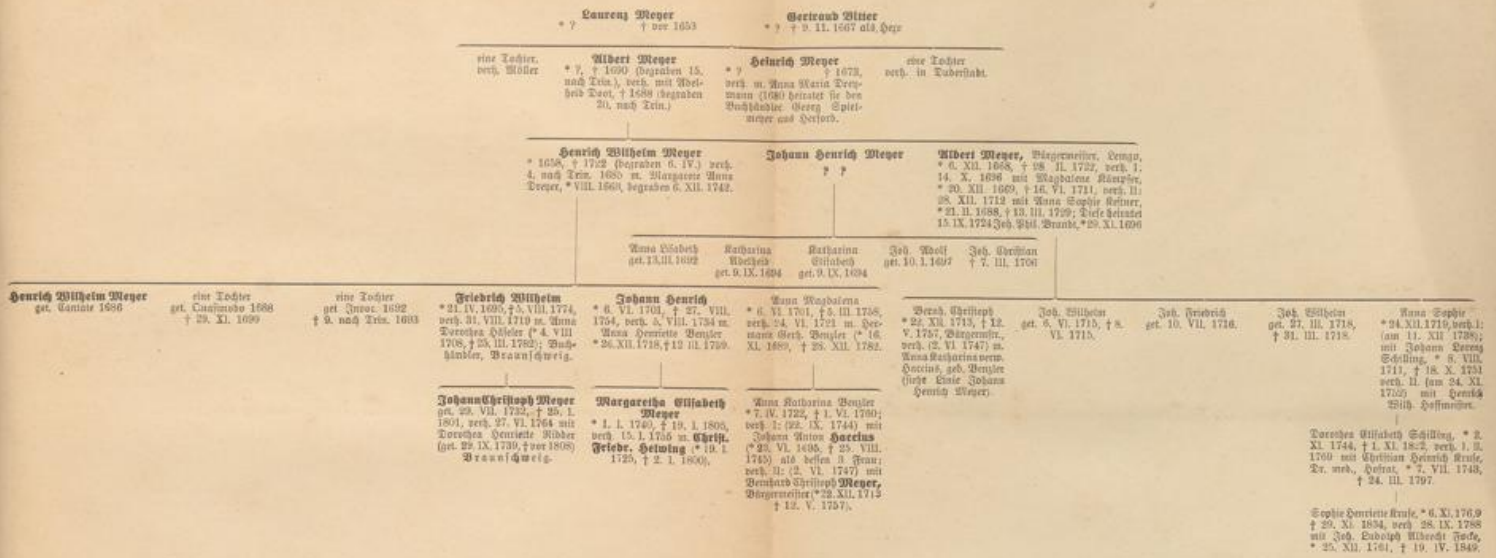 Laurenz Meyer
* ? † vor 1653
Gertraud Bitter
* ? † 9. 11. 1667 als
eine Tochter,
verh. Möller
Albert Meyer
* ?, † 1690 (begraben 15.
nach Trin.), verh. mit Adel-
heid Doot, † 1688 (begraben
20. nach Trin.)
Heinrich Meyer
* ? † 1673,
verh. m. Anna Maria Drey-
mann (1680 heiratet sie den
Buchhändler Georg Spiel-
meyer aus Herford.
eine Tochter
verh. in Duderstadt.
Henrich Wilhelm Meyer
* 1658, † 1722 (begraben 6. IV.) verh.
4. nach Trin. 1685 m. Margarete Anna
Dreyer, * VIII. 1663, begraben 6. XII. 1742.
Johann Henrich Meyer
? ?
Albert Meyer, Bürgermeister, Lemgo,
* 6. XII. 1668, † 28. II. 1722, verh. I.
14. X. 1696 mit Magdalene Kämpfer,
* 20. XII. 1669, † 16. VI. 1711, verh. II:
28. XII. 1712 mit Anna Sophie Kestner,
* 21. II. 1688, † 13. III. 1729; Diese heiratet
15. IX. 1724 Joh. Phil. Brandt, * 29. XI. 1696
Anna Lisabeth
get. 13. III. 1692
Katharina
Adelheid
get. 9. IX. 1694
Katharina
Elisabeth
get. 9. IX. 1694
Joh. Adolf
get. 10. I. 1697
Joh. Christian
† 7. III. 1706
Henrich Wilhelm Meyer
get. Cantate 1686
eine Tochter
get. Quasimodo 1688
† 29. XI. 1699
eine Tochter
get Invoc. 1692
† 9. nach Trin. 1693
Friedrich Wilhelm
* 21. IV. 1695, † 5. VIII. 1774,
verh. 31. VIII. 1719 m. Anna
Dorothea Häseler (* 4. VIII
1708, † 25. III. 1782); Buch-
händler, Braunschweig.
Johann Henrich
* 6. VI. 1701, † 27. VIII.
1754, verh. 5. VIII. 1734 m.
Anna Henriette Benzler
* 26. XII. 1718, † 12 III. 1759.
Anna Magdalena
* 6. VI. 1701, † 5. III. 1758,
verh. 24. VI. 1721 m. Her-
mann Gerh. Benzler (* 16.
XI. 1689, † 28. XII. 1782.
Bernh. Christoph
* 22. XII. 1713, † 12.
V. 1757, Bürgermstr.,
verh. (2. VI. 1747) m.
Anna Katharina verw.
Haccius, geb. Benzler
(siehe Linie Johann
Henrich Meyer).
Joh. Wilhelm
get. 6. VI. 1715, † 8.
VI. 1715.
Joh. Friedrich
get. 10. VII. 1716.
Joh. Wilhelm
get. 27. III. 1718,
† 31. III. 1718.
Anna Sophie
* 24. XII. 1719, verh. I:
(am 11. XII 1738);
mit Johann Lorenz
Schilling, * 8. VIII.
1711, † 18. X. 1751
verh. II. (am 24. XI.
1752) mit Henrich
Wilh. Hoffmeister.
Johann Christoph Meyer
get. 29. VII. 1732, † 25. I.
1801, verh. 27. VI. 1764 mit
Dorothea Henriette Ribber
(get. 29. IX. 1739, † vor 1808)
Braunschweig.
Margaretha Elisabeth
Meyer
* 1. I. 1740, † 19. I. 1805,
verh. 15. I. 1755 m. Christ.
Friedr. Helwing (* 19. I.
1725, † 2. I. 1800).
Anna Katharina Benzler
* 7. IV. 1722, † 1. VI. 1760;
verh. I: (22. IX. 1744) mit
Johann Anton Haccius
(* 23. VI. 1695, † 25. VIII.
1745) als dessen 3 Frau;
verh. II: (2. VI. 1747) mit
Bernhard Christoph Meyer,
Bürgermeister (* 22. XII. 1713
† 12. V. 1757).
Dorothea Elisabeth Schilling, * 2.
XI. 1744, † 1. XI. 1822, verh. 1. II.
1769 mit Christian Heinrich Kruse,
Dr. med., Hofrat, * 7. VII. 1743,
† 24. III. 1797.
Sophie Henriette Kruse, * 6. XI. 176,9
† 29. XI. 1834, verh 28. IX. 1788
mit Joh. Ludolph Albrecht Focke,
* 25. XII. 1761, † 19. IV. 1849.